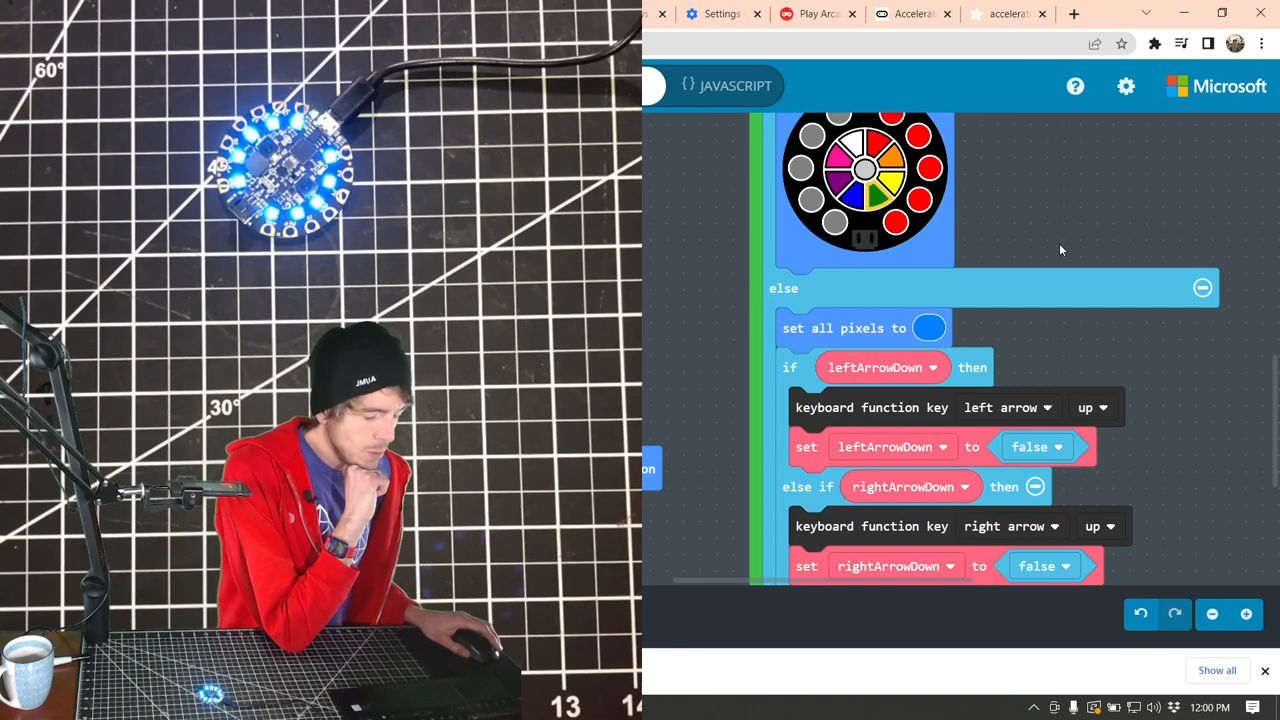 Settings
Play Arca
Accelerat
accelerat
{} JAVASCRIPT
?
Microsoft
else
set all pixels to
if leftArrowDown then
keyboard function key left arrow up
set leftArrowDown to false
else if rightArrowDown then
keyboard function key right arrow up
set rightArrowDown to false
on
Show all
12:00 PM
60°
30°
13
JMUA